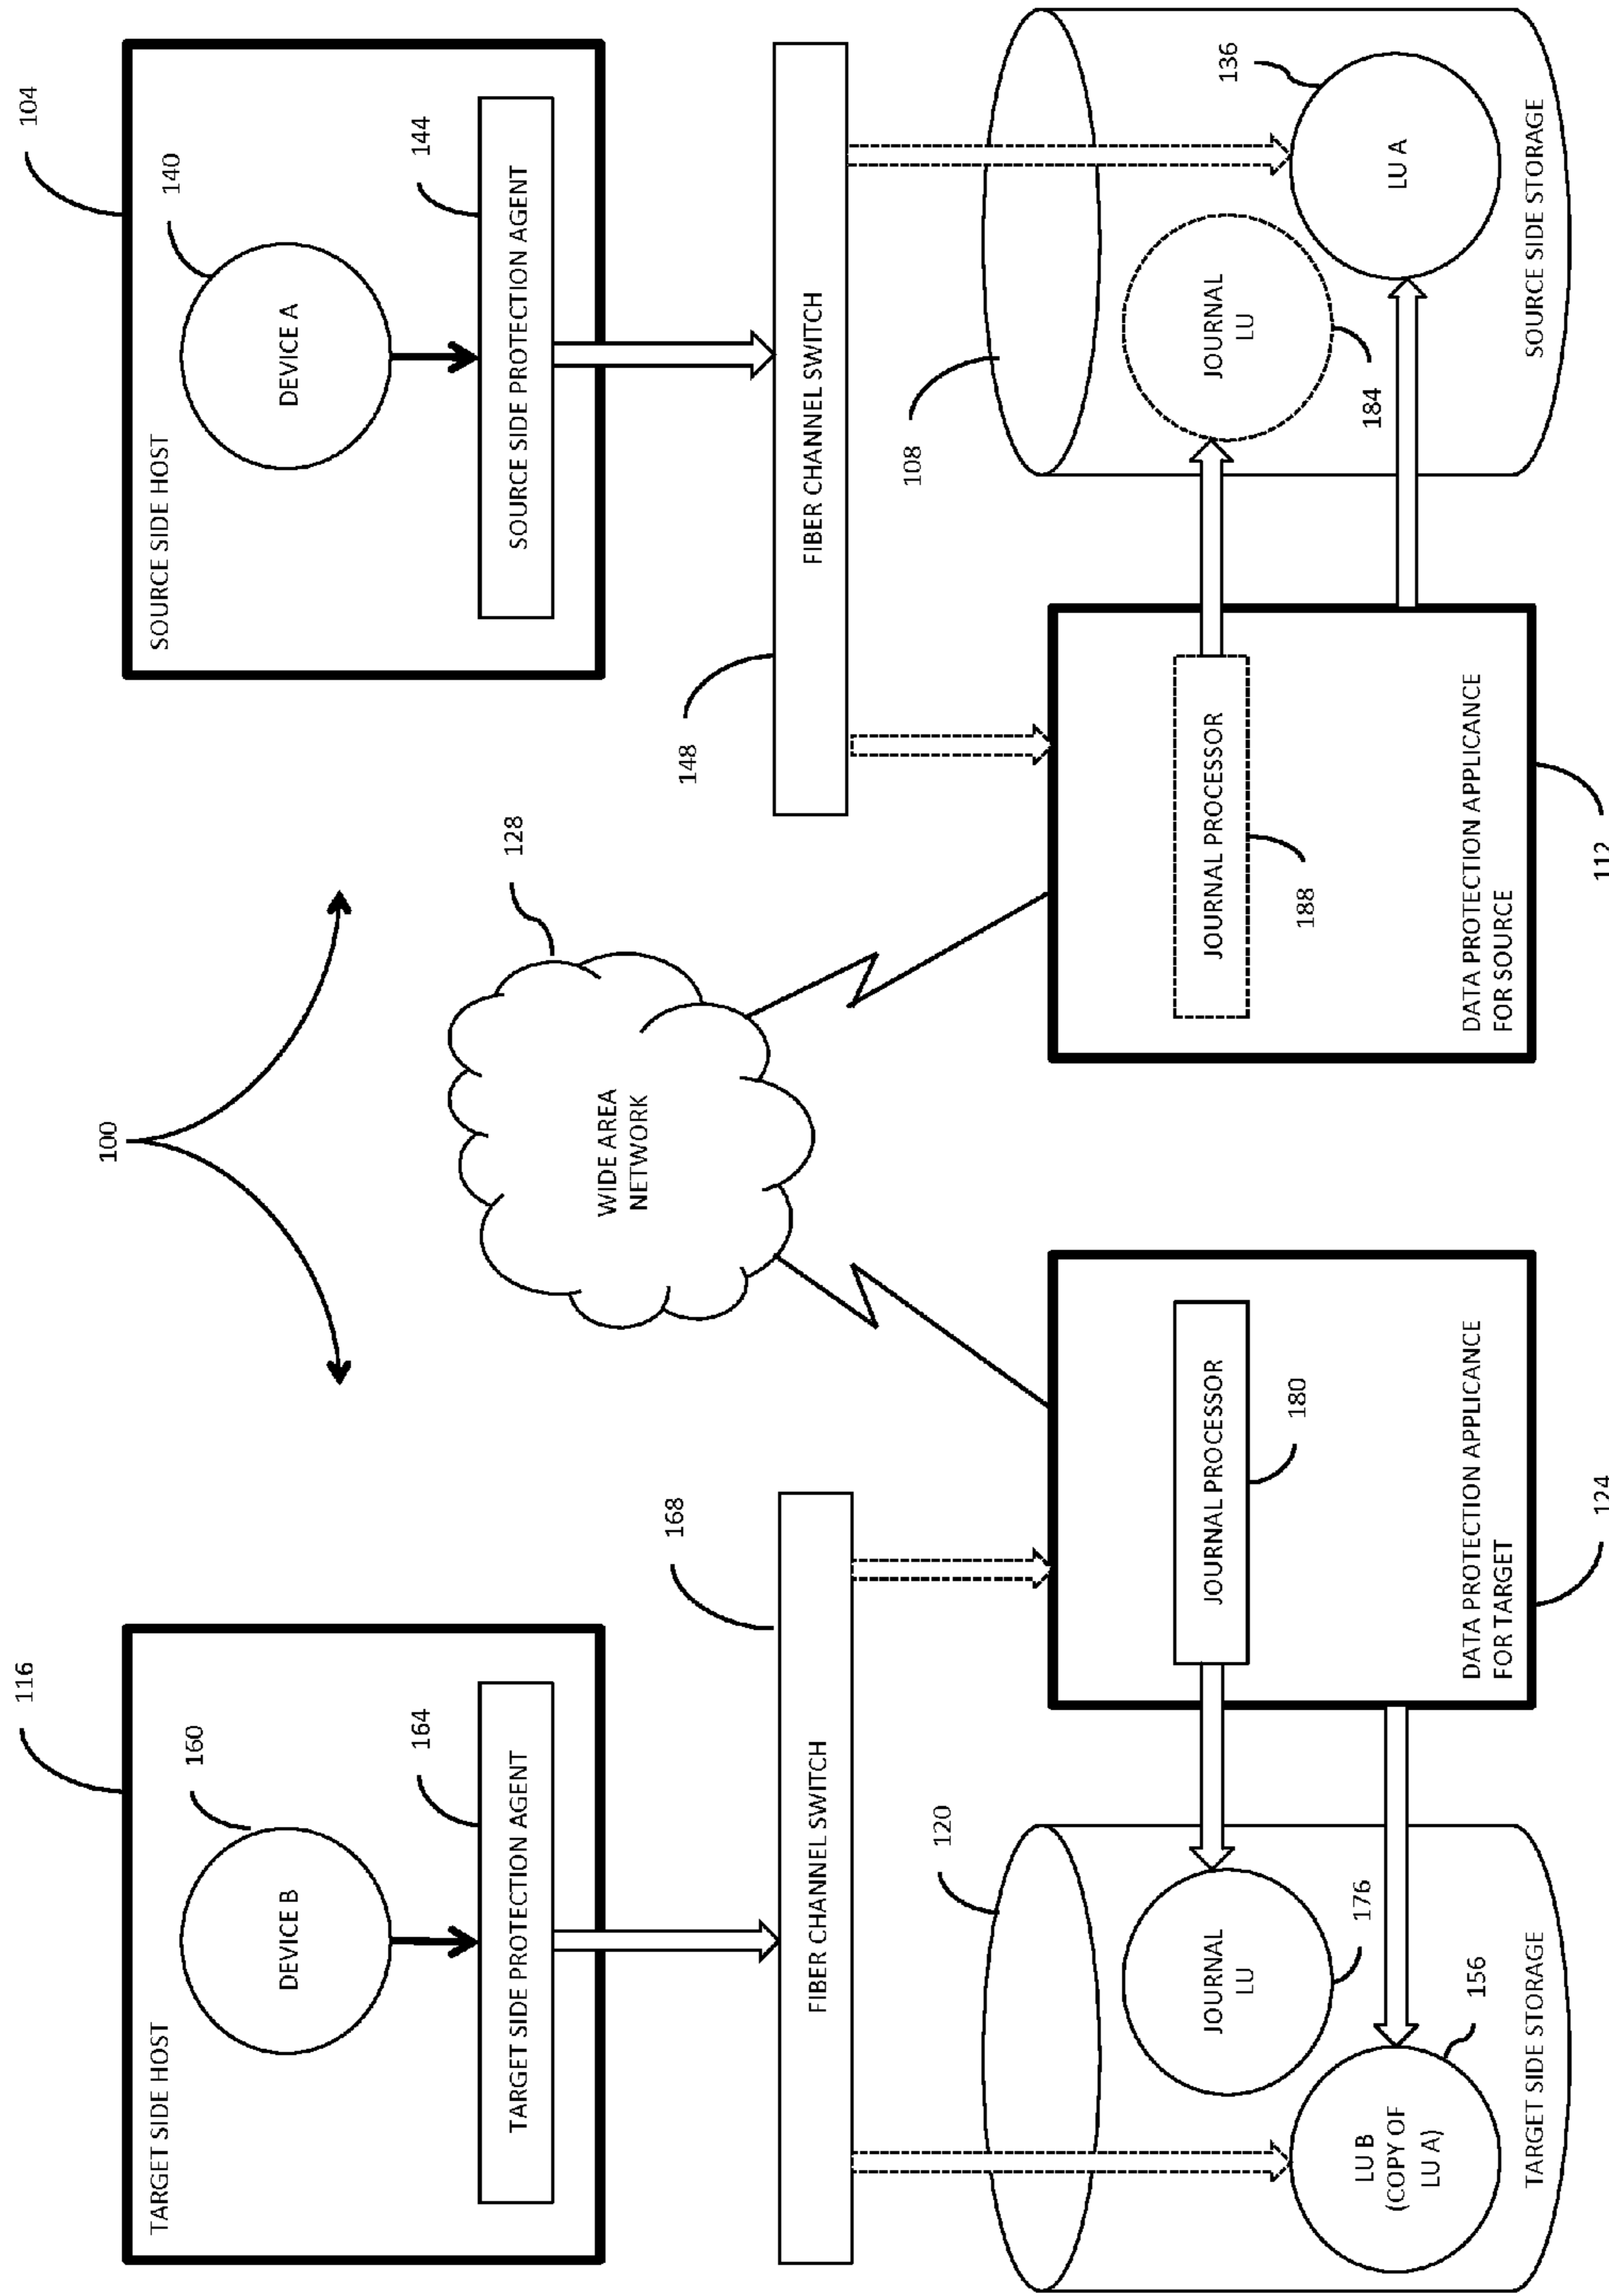 100
116
TARGET SIDE HOST
160
DEVICE B
164
TARGET SIDE PROTECTION AGENT
104
SOURCE SIDE HOST
140
DEVICE A
144
SOURCE SIDE PROTECTION AGENT
128
WIDE AREA
NETWORK
168
FIBER CHANNEL SWITCH
148
FIBER CHANNEL SWITCH
120
JOURNAL
LU
176
LU B
(COPY OF
LU A)
156
TARGET SIDE STORAGE
JOURNAL PROCESSOR
180
DATA PROTECTION APPLICANCE
FOR TARGET
124
JOURNAL PROCESSOR
188
DATA PROTECTION APPLICANCE
FOR SOURCE
112
108
JOURNAL
LU
184
136
LU A
SOURCE SIDE STORAGE